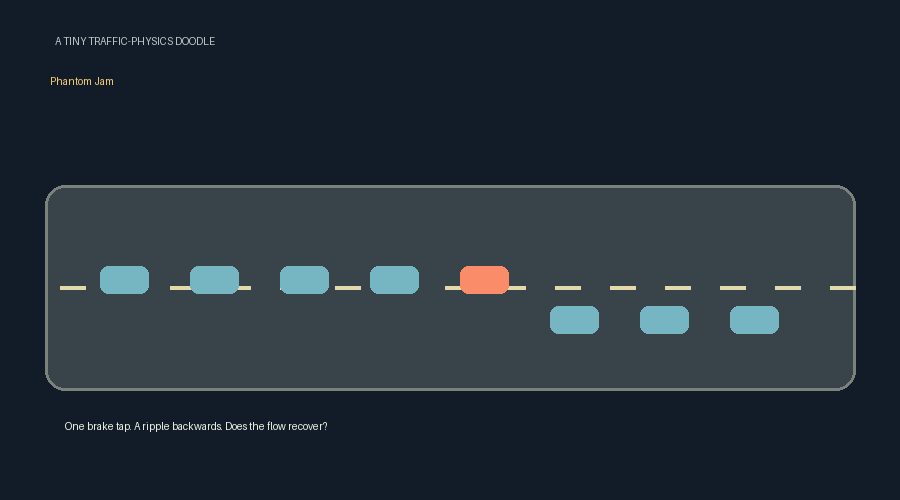 A TINY TRAFFIC-PHYSICS DOODLE
Phantom Jam
One brake tap. A ripple backwards. Does the flow recover?